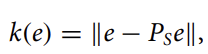 k(e) = ‖e − P_S e‖,